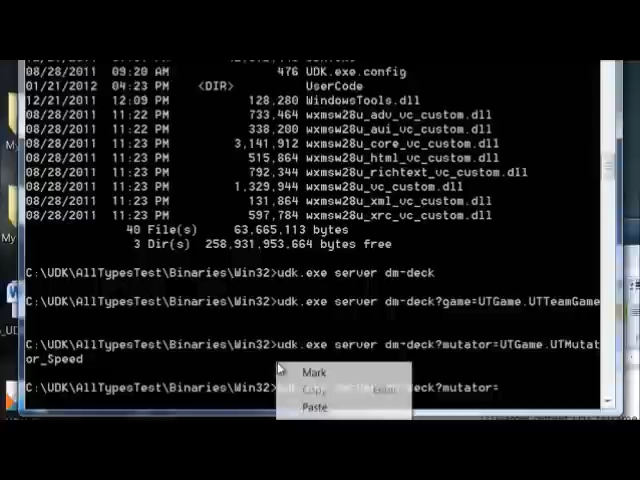 08/28/2011  09:20 AM               476 UDK.exe.config
01/21/2012  04:23 PM    <DIR>          UserCode
12/21/2011  12:09 PM           128,280 WindowsTools.dll
08/28/2011  11:22 PM           733,464 wxmsw28u_adv_vc_custom.dll
08/28/2011  11:22 PM           338,200 wxmsw28u_aui_vc_custom.dll
08/28/2011  11:23 PM         3,141,912 wxmsw28u_core_vc_custom.dll
08/28/2011  11:23 PM           515,864 wxmsw28u_html_vc_custom.dll
08/28/2011  11:23 PM           792,344 wxmsw28u_richtext_vc_custom.dll
08/28/2011  11:23 PM         1,329,944 wxmsw28u_vc_custom.dll
08/28/2011  11:23 PM           131,864 wxmsw28u_xml_vc_custom.dll
08/28/2011  11:23 PM           597,784 wxmsw28u_xrc_vc_custom.dll
40 File(s)     63,665,113 bytes
3 Dir(s)  258,931,953,664 bytes free
C:\UDK\AllTypesTest\Binaries\Win32>udk.exe server dm-deck
C:\UDK\AllTypesTest\Binaries\Win32>udk.exe server dm-deck?game=UTGame.UTTeamGame
C:\UDK\AllTypesTest\Binaries\Win32>udk.exe server dm-deck?mutator=UTGame.UTMutat
or_Speed
Mark
C:\UDK\AllTypesTest\Binaries\Win32>udk.exe server dm-deck?mutator=
Copy
Paste
My
My